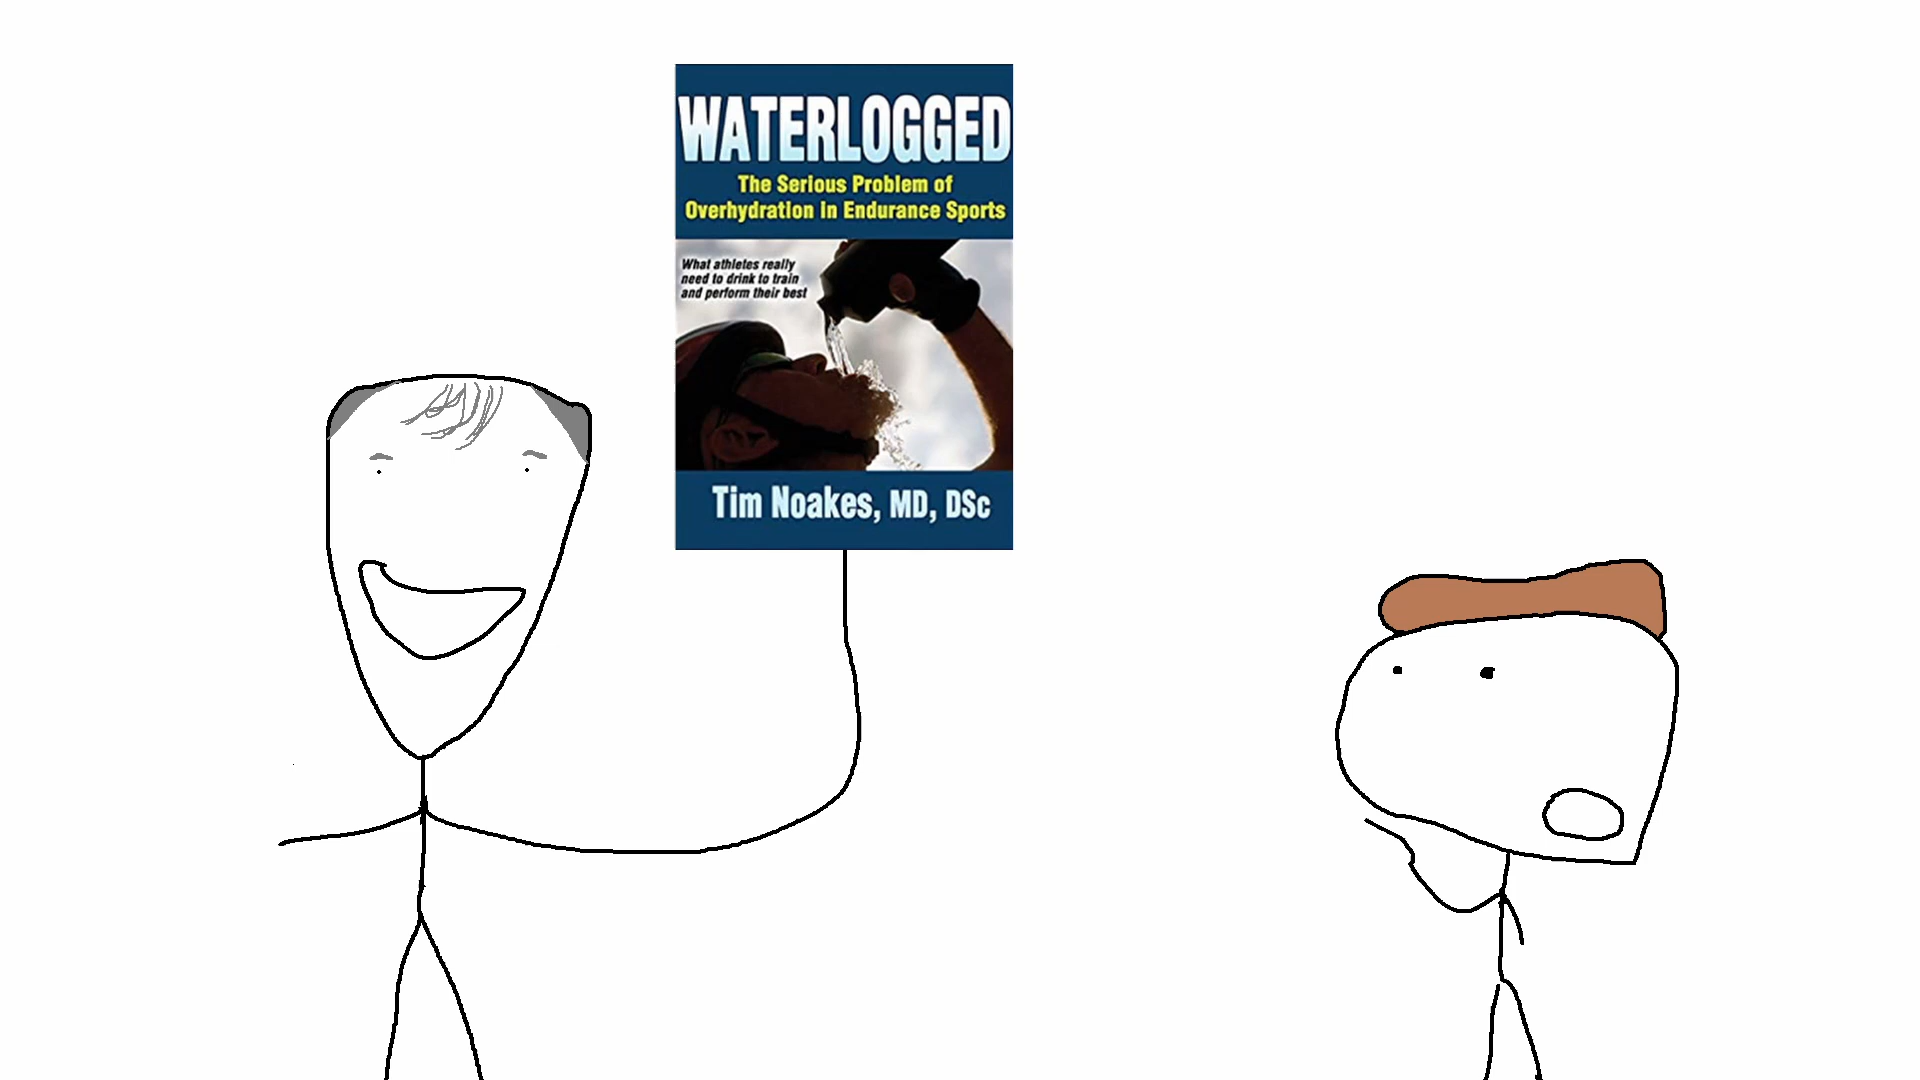 WATERLOGGED
The Serious Problem of
Overhydration in Endurance Sports
What athletes really
need to drink to train
and perform their best
Tim Noakes, MD, DSc